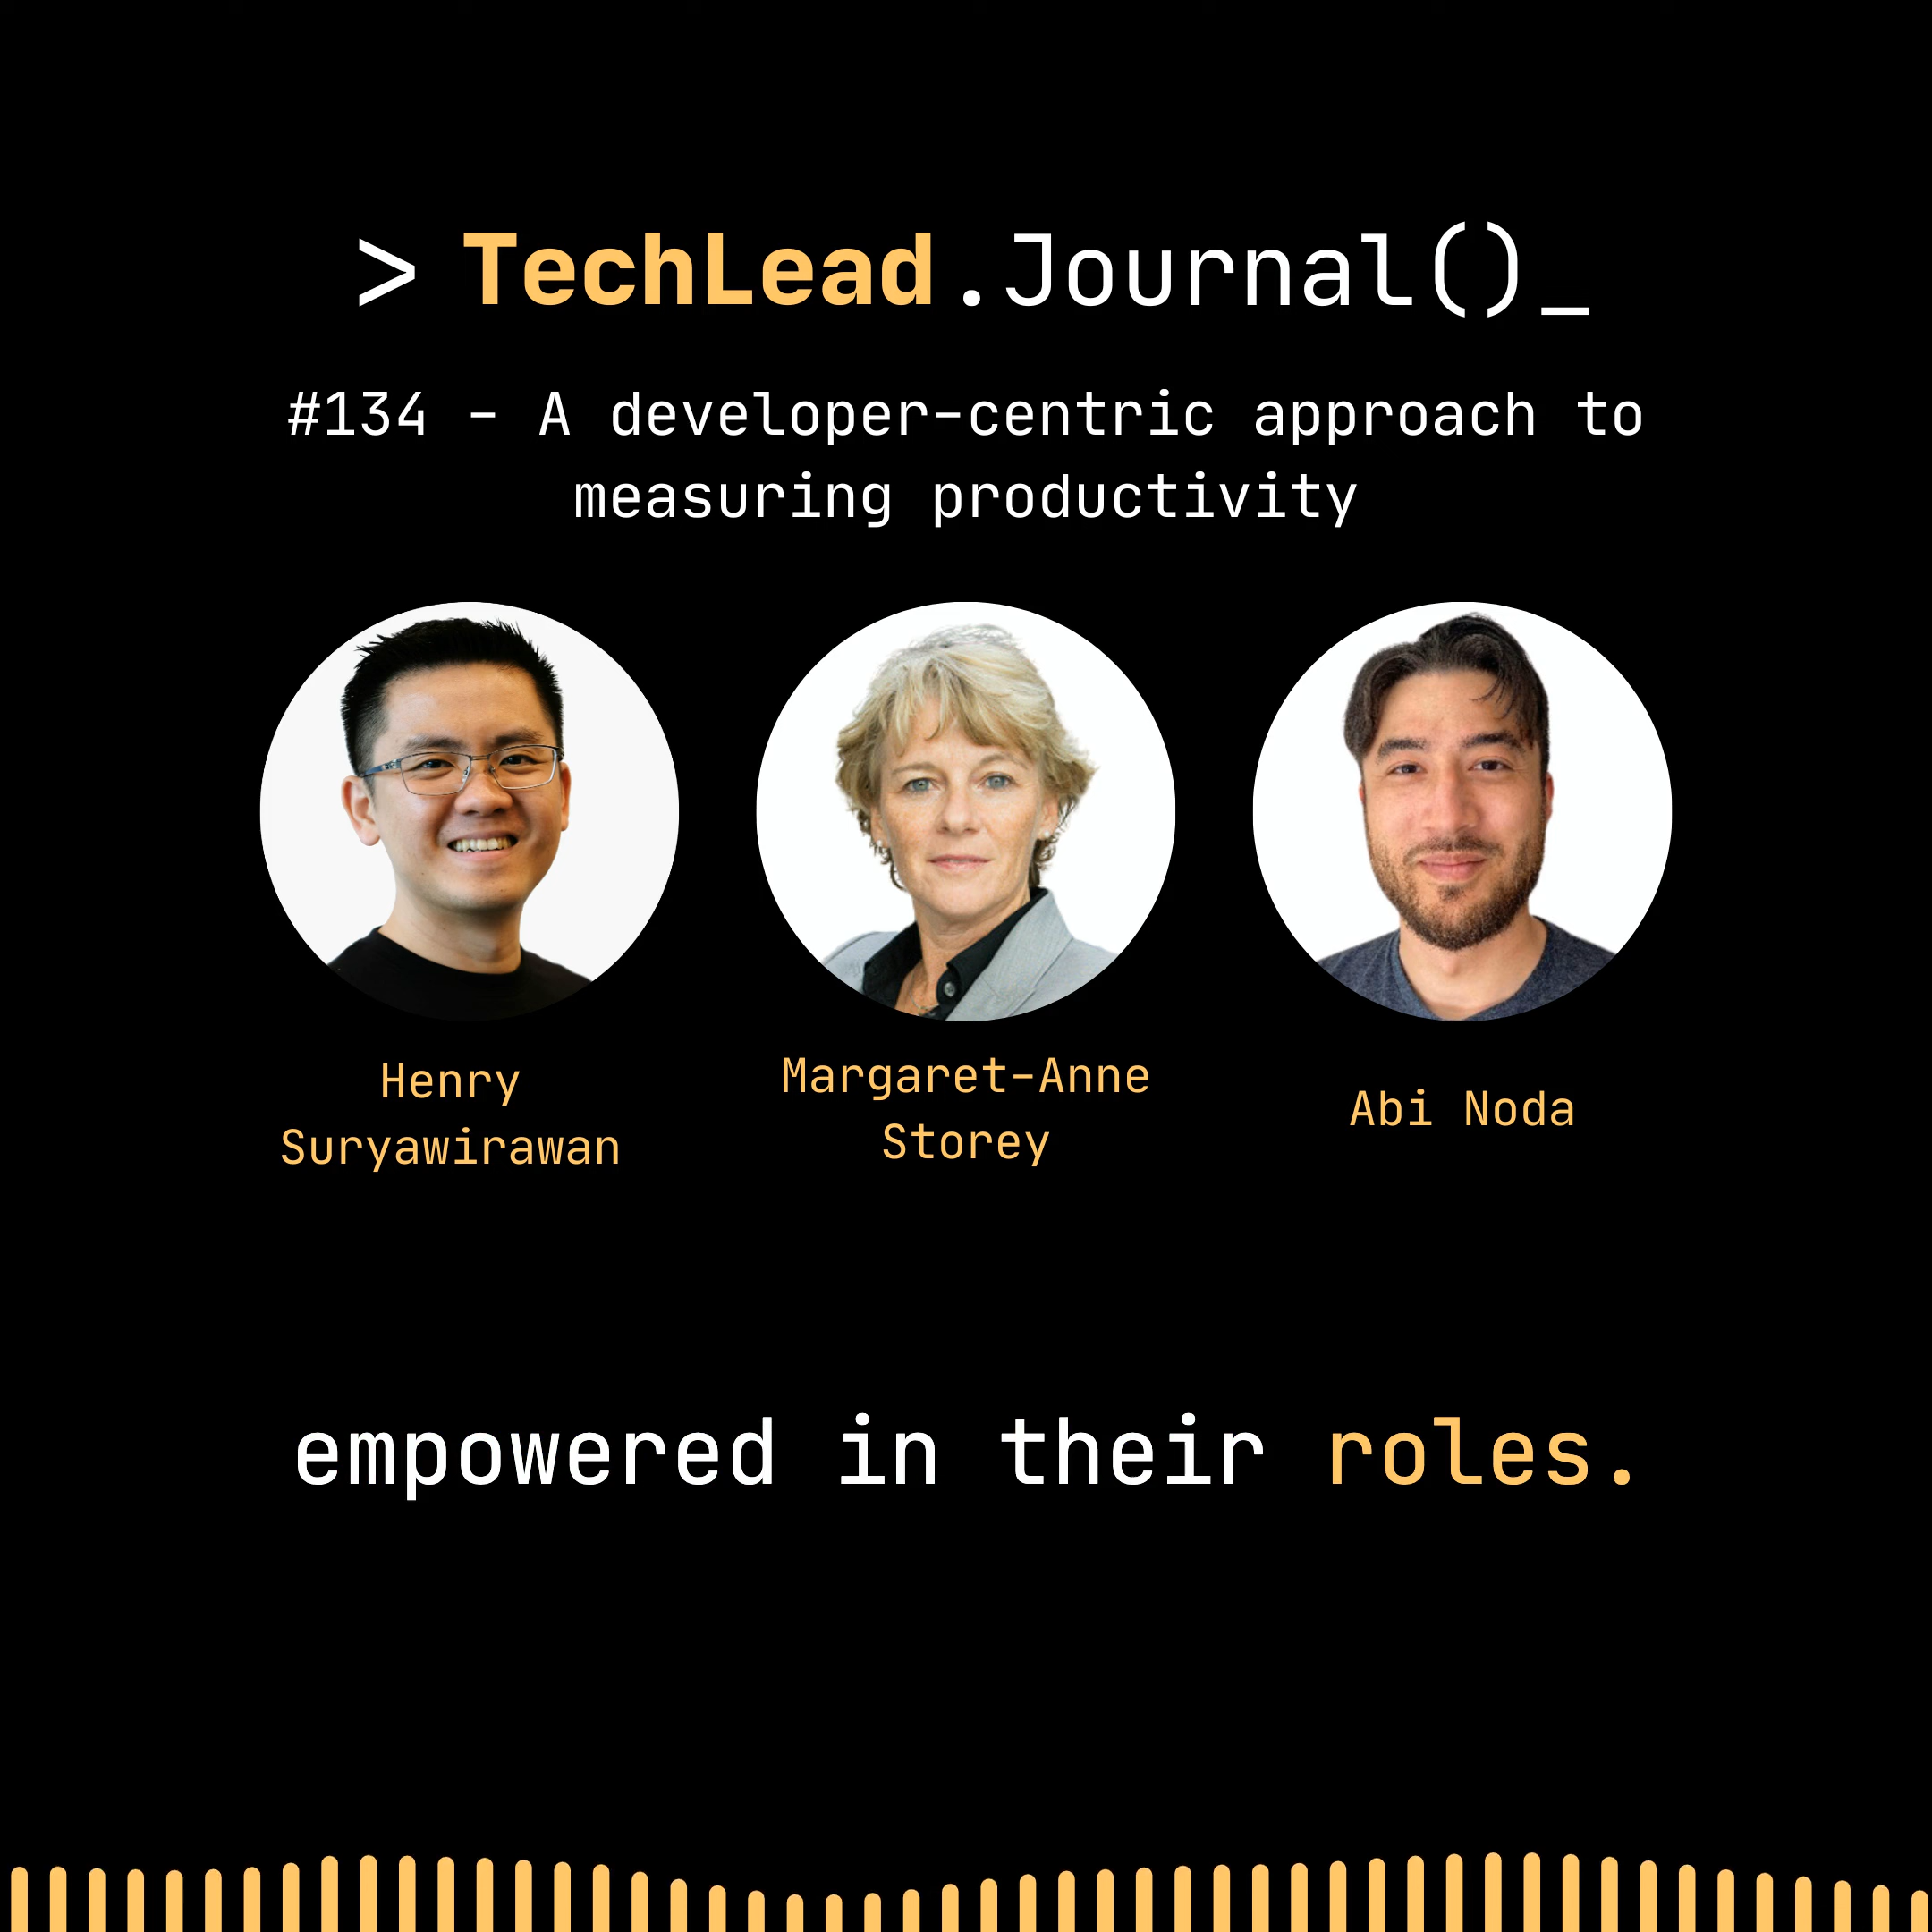 > TechLead.Journal()_
#134 - A developer-centric approach to
measuring productivity
Henry
Suryawirawan
Margaret-Anne
Storey
Abi Noda
empowered in their roles.